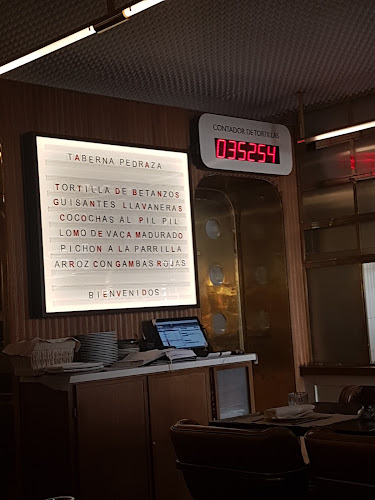 TABERNA PEDRAZA
TORTILLA DE BETANZOS
GUISANTES LLAVANERAS
COCOCHAS AL PIL PIL
LOMO DE VACA MADURADO
PICHON A LA PARRILLA
ARROZ CON GAMBAS ROJAS
BIENVENIDOS
CONTADOR DE TORTILLAS
035254